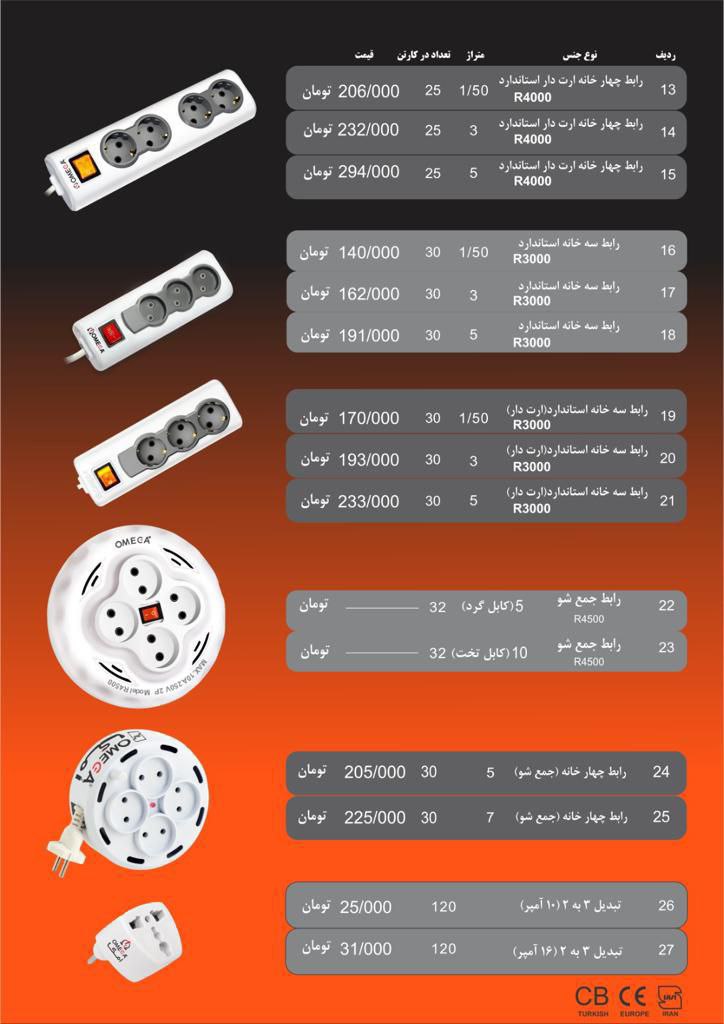 ردیف نوع جنس متراژ تعداد در کارتن قیمت
13 رابط چهار خانه ارت دار استاندارد 1/50 25 206/000 تومان
R4000
14 رابط چهار خانه ارت دار استاندارد 3 25 232/000 تومان
R4000
15 رابط چهار خانه ارت دار استاندارد 5 25 294/000 تومان
R4000
OMEGA
16 رابط سه خانه استاندارد 1/50 30 140/000 تومان
R3000
17 رابط سه خانه استاندارد 3 30 162/000 تومان
R3000
18 رابط سه خانه استاندارد 5 30 191/000 تومان
R3000
OMEGA
19 رابط سه خانه استاندارد(ارت دار) 1/50 30 170/000 تومان
R3000
20 رابط سه خانه استاندارد(ارت دار) 3 30 193/000 تومان
R3000
21 رابط سه خانه استاندارد(ارت دار) 5 30 233/000 تومان
R3000
OMEGA
22 رابط جمع شو 5 (کابل گرد) 32 ———— تومان
R4500
23 رابط جمع شو 10 (کابل تخت) 32 ———— تومان
R4500
MAX.10A250V 2P Model R4500
24 رابط چهار خانه (جمع شو) 5 30 205/000 تومان
25 رابط چهار خانه (جمع شو) 7 30 225/000 تومان
OMEGA
امگا
26 تبدیل ۳ به ۲ (۱۰ آمپر) 120 25/000 تومان
27 تبدیل ۳ به ۲ (۱۶ آمپر) 120 31/000 تومان
OMEGA
امگا
CB CE
TURKISH EUROPE IRAN